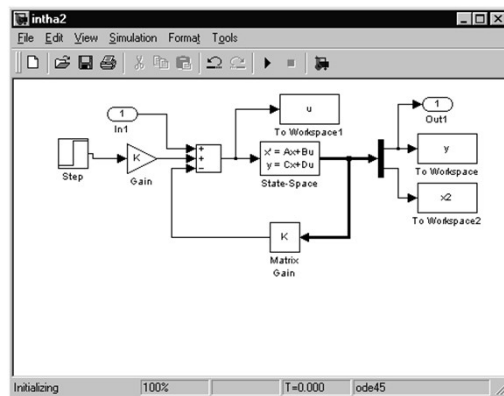 intha2
File Edit View Simulation Format Tools
1
In1
Step
K
Gain
+
+
−
u
To Workspace1
x' = Ax+Bu
y = Cx+Du
State-Space
K
Matrix
Gain
1
Out1
y
To Workspace
x2
To Workspace2
Initializing 100% T=0.000 ode45